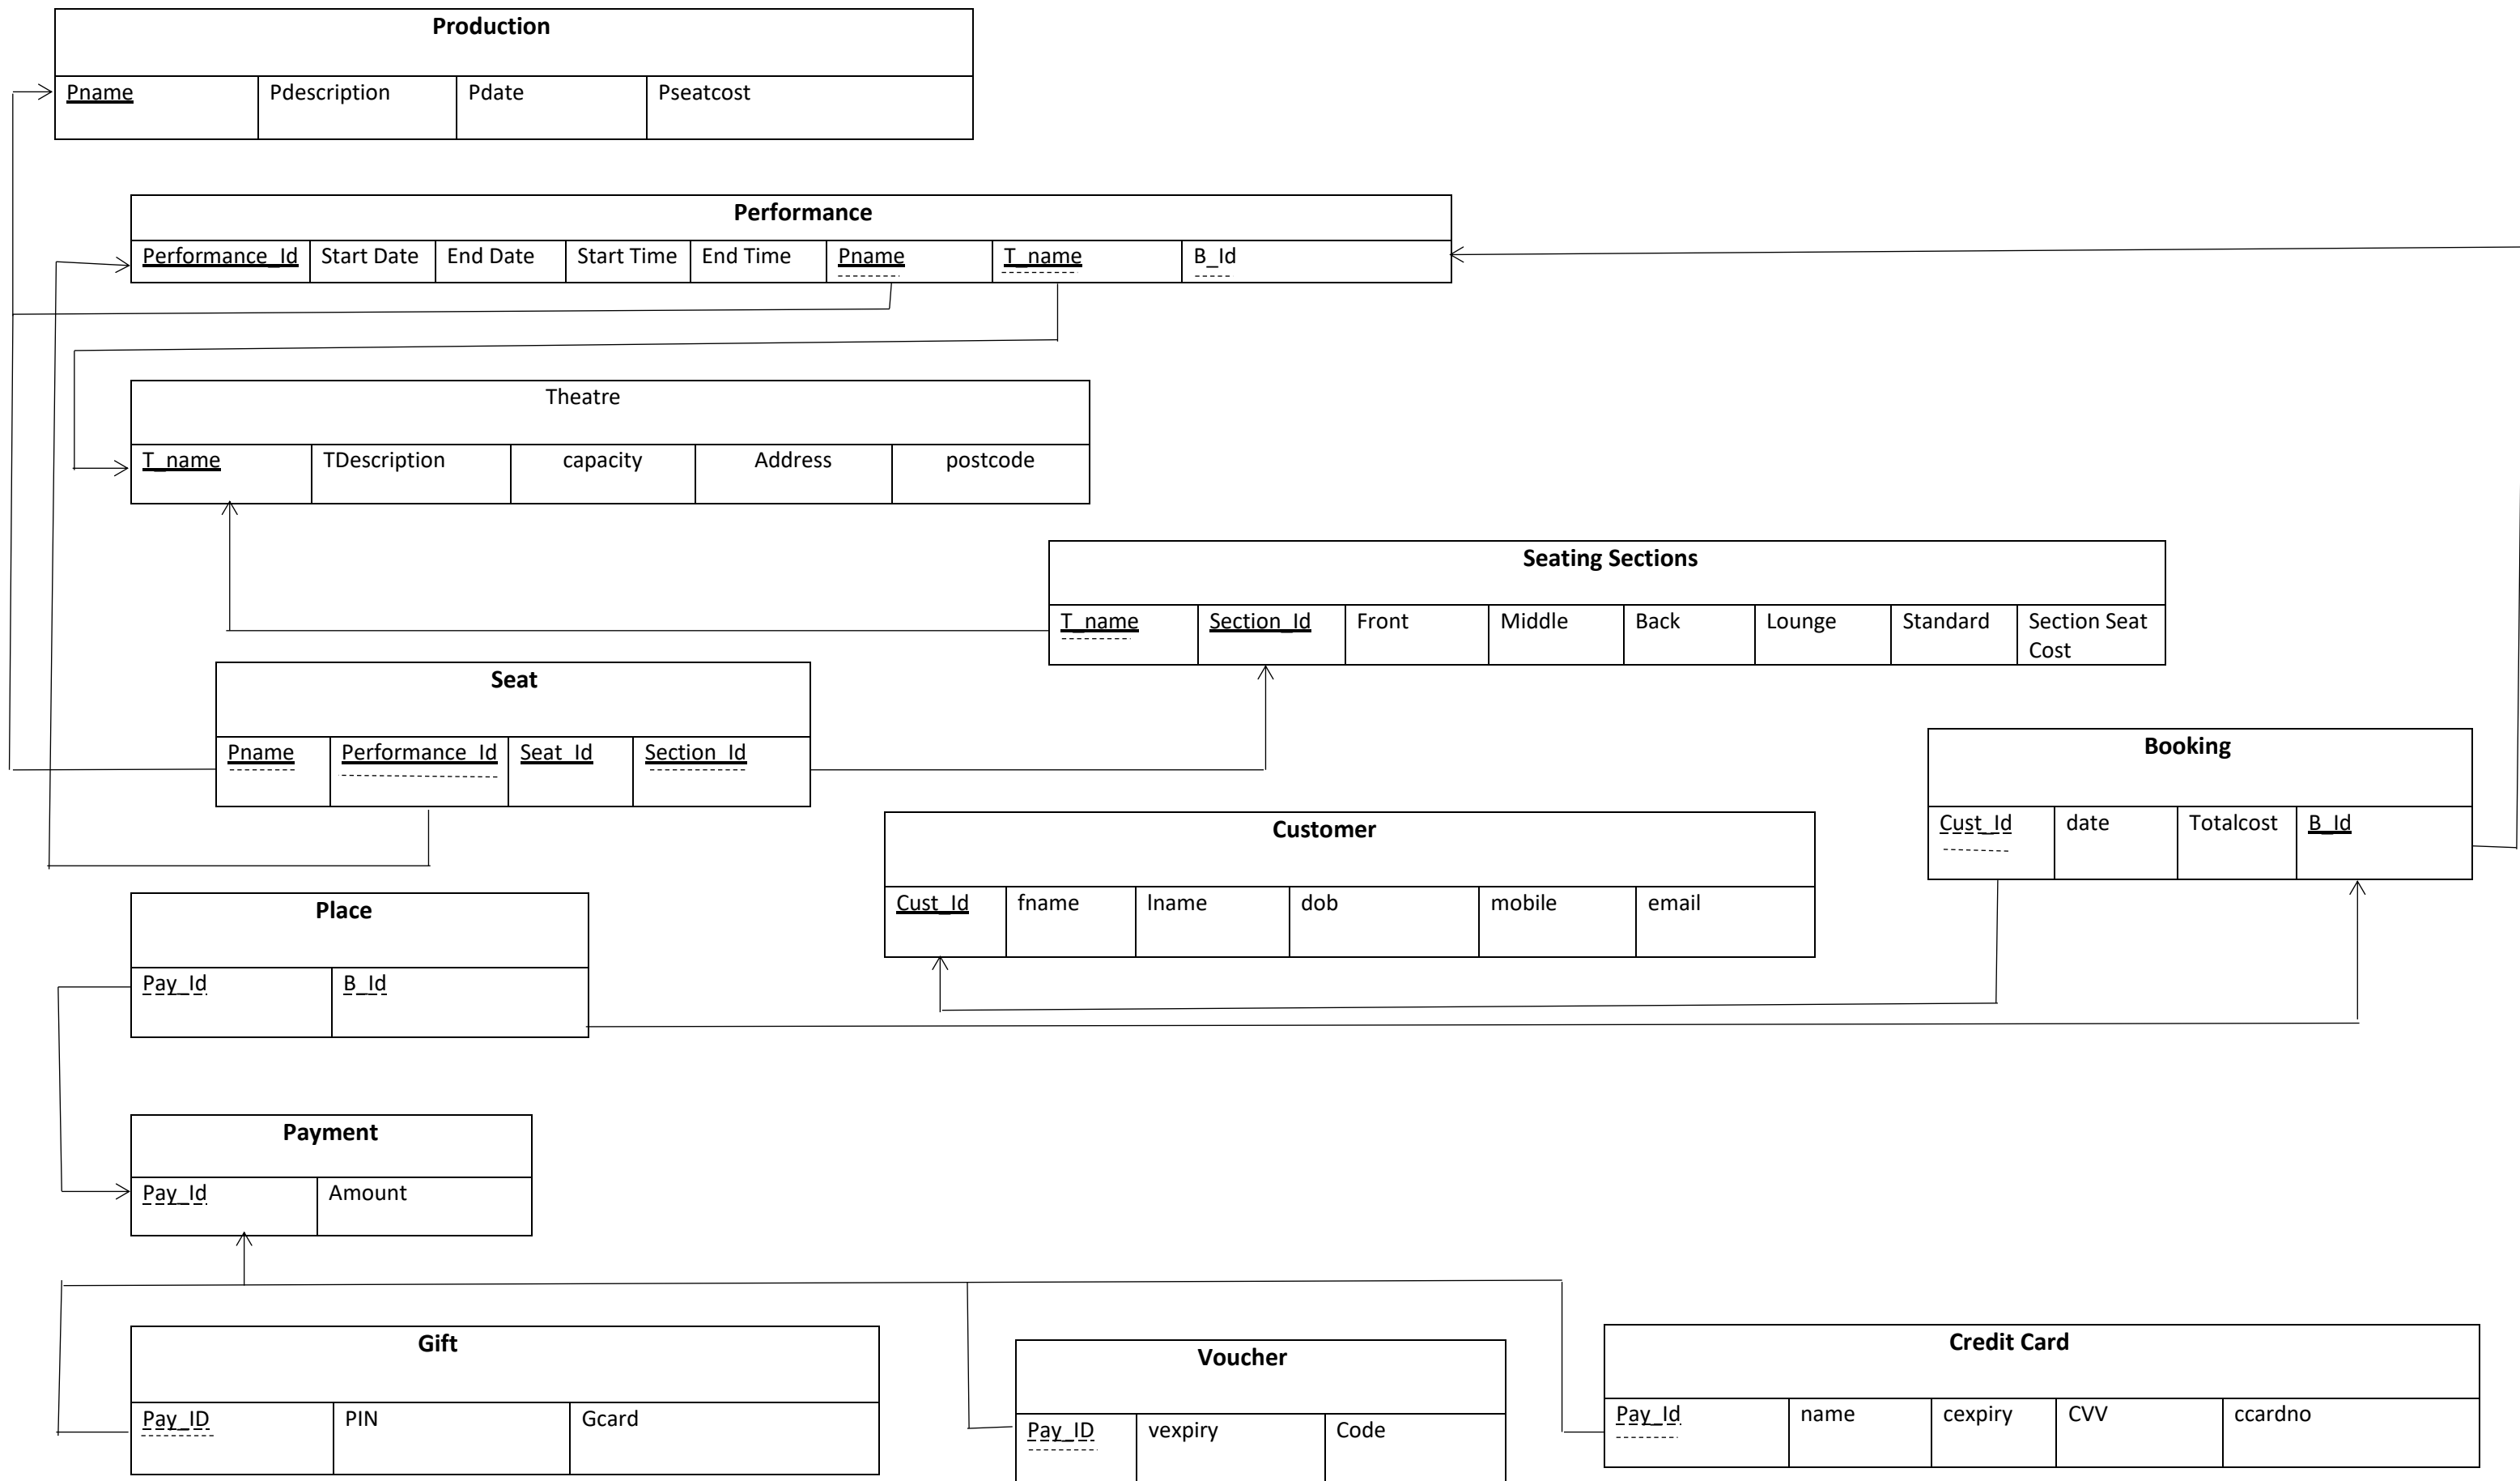 Production
Pname Pdescription Pdate Pseatcost
Performance
Performance_Id Start Date End Date Start Time End Time Pname T_name B_Id
Theatre
T_name TDescription capacity Address postcode
Seating Sections
T_name Section_Id Front Middle Back Lounge Standard Section Seat
Cost
Seat
Pname Performance_Id Seat_Id Section_Id
Booking
Cust_Id date Totalcost B_Id
Customer
Cust_Id fname lname dob mobile email
Place
Pay_Id B_Id
Payment
Pay_Id Amount
Gift
Pay_ID PIN Gcard
Voucher
Pay_ID vexpiry Code
Credit Card
Pay_Id name cexpiry CVV ccardno